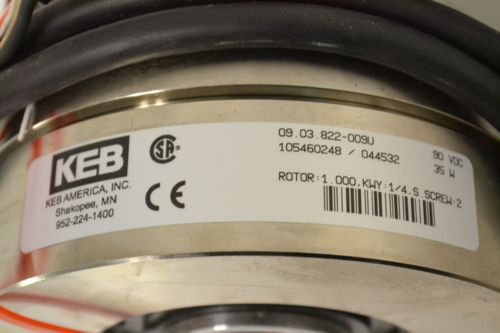 KEB
KEB AMERICA, INC.
Shakopee, MN
952-224-1400
CSA
CE
09.03.822-009U 90 VDC
105460248 / 044532 35 W
ROTOR:1.000,KWY:1/4,S.SCREW:2